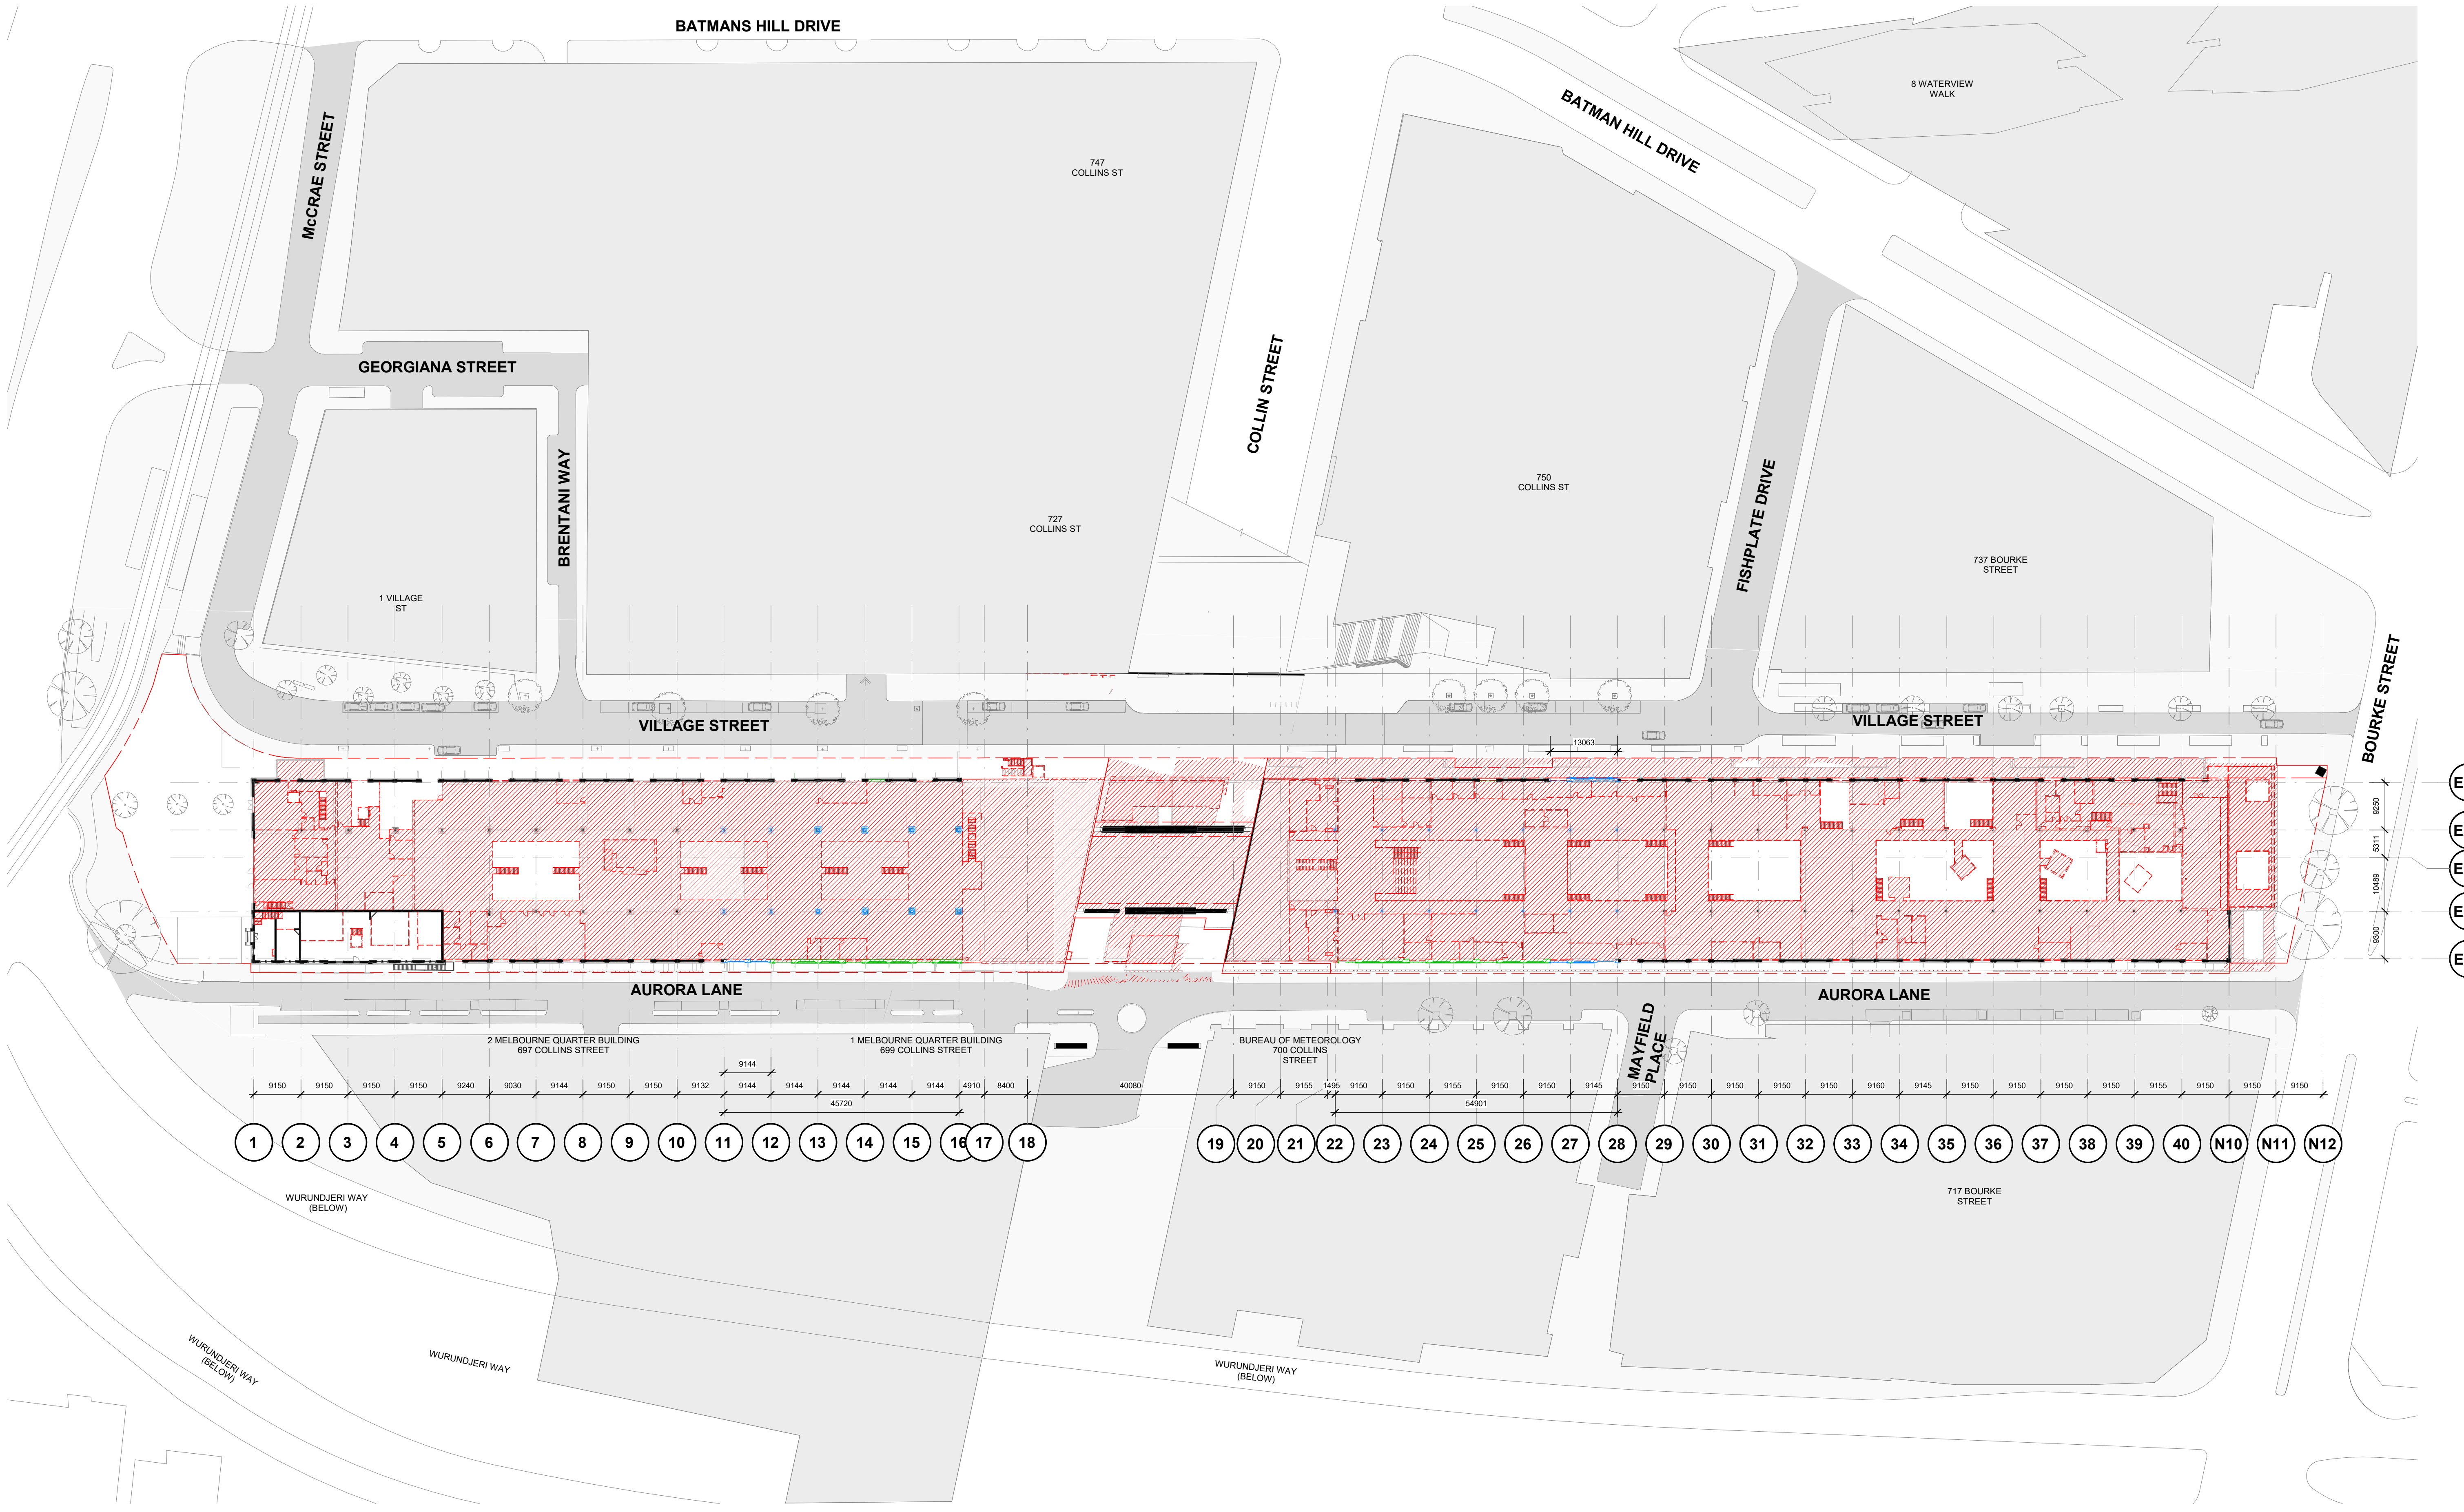 BATMANS HILL DRIVE
8 WATERVIEW
WALK
BATMAN HILL DRIVE
McCRAE STREET
747
COLLINS ST
GEORGIANA STREET
COLLIN STREET
750
COLLINS ST
FISHPLATE DRIVE
BRENTANI WAY
727
COLLINS ST
737 BOURKE
STREET
1 VILLAGE
ST
BOURKE STREET
VILLAGE STREET
VILLAGE STREET
13063
9250
5311
10489
9300
E
E
E
E
E
AURORA LANE
AURORA LANE
MAYFIELD
PLACE
2 MELBOURNE QUARTER BUILDING
697 COLLINS STREET
1 MELBOURNE QUARTER BUILDING
699 COLLINS STREET
BUREAU OF METEOROLOGY
700 COLLINS
STREET
9144
9150 9150 9150 9150 9240 9030 9144 9150 9150 9132 9144 9144 9144 9144 9144 4910 8400 40080 9150 9155 1495 9150 9150 9155 9150 9150 9145 9150 9150 9150 9150 9150 9160 9145 9150 9150 9150 9150 9155 9150 9150 9150
45720 54901
1 2 3 4 5 6 7 8 9 10 11 12 13 14 15 16 17 18 19 20 21 22 23 24 25 26 27 28 29 30 31 32 33 34 35 36 37 38 39 40 N10 N11 N12
WURUNDJERI WAY
(BELOW)
717 BOURKE
STREET
WURUNDJERI WAY
(BELOW)
WURUNDJERI WAY
WURUNDJERI WAY
(BELOW)